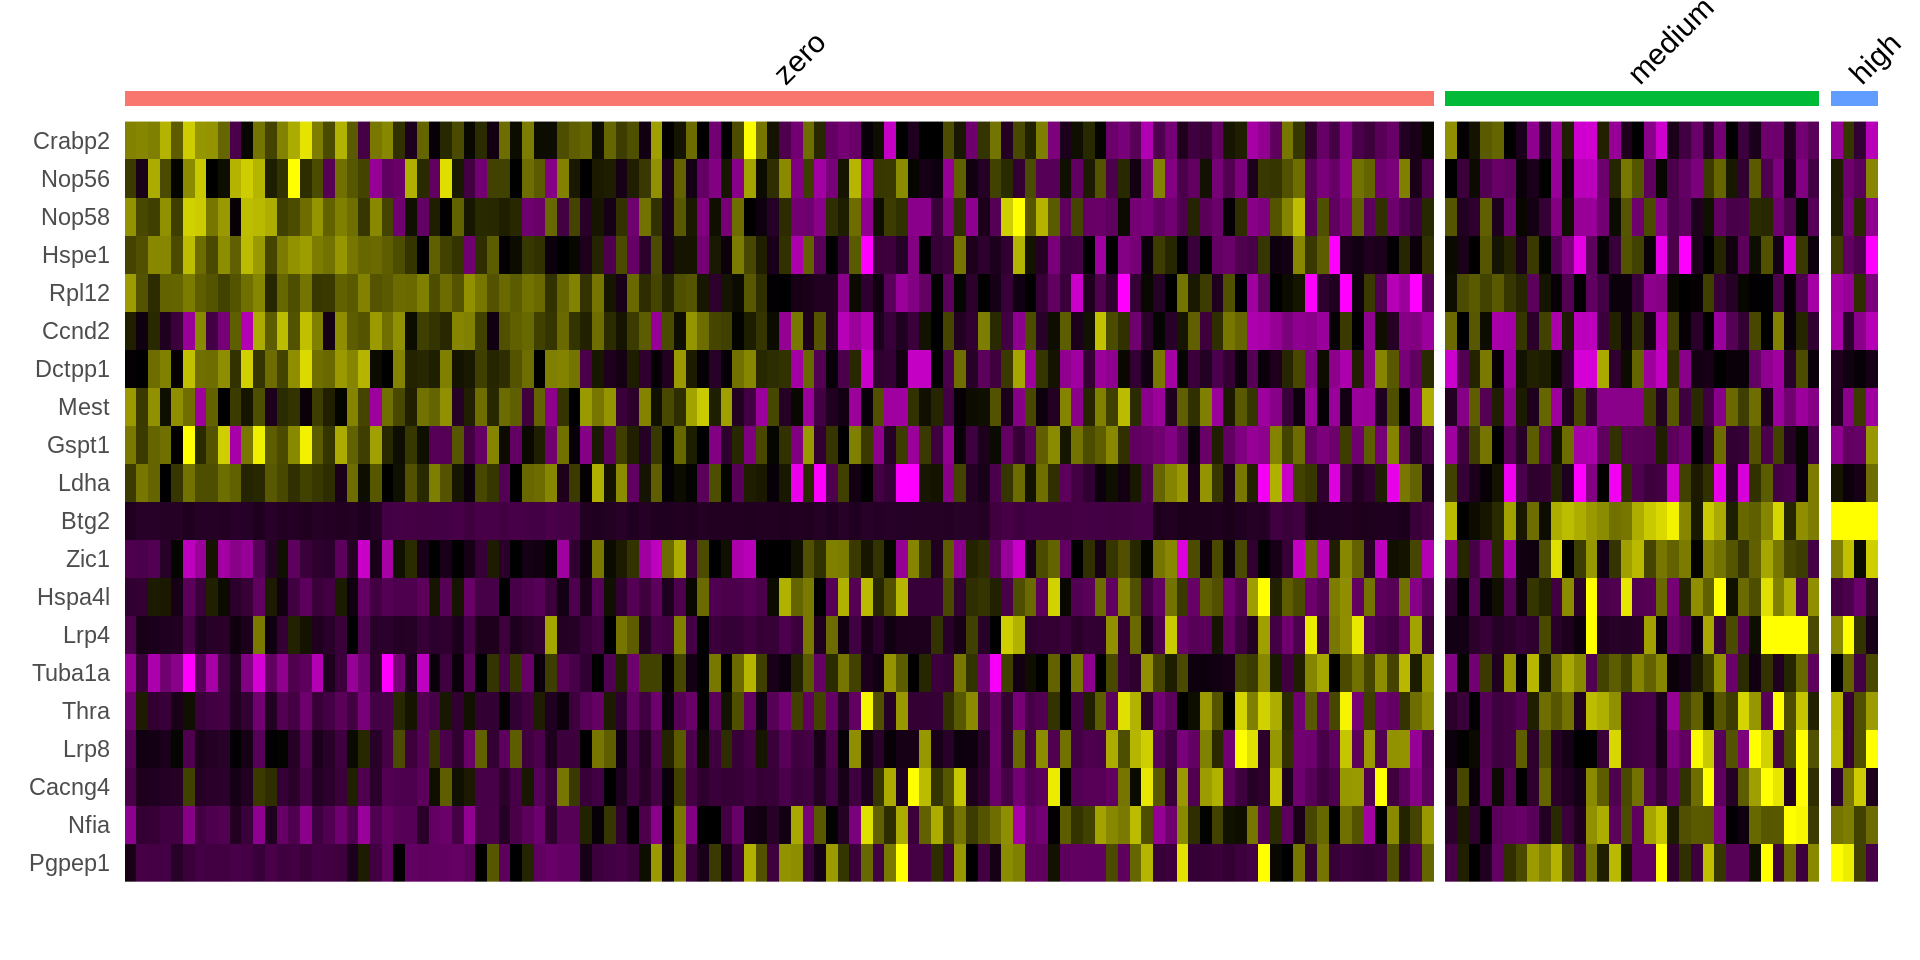 zero
medium
high
Crabp2
Nop56
Nop58
Hspe1
Rpl12
Ccnd2
Dctpp1
Mest
Gspt1
Ldha
Btg2
Zic1
Hspa4l
Lrp4
Tuba1a
Thra
Lrp8
Cacng4
Nfia
Pgpep1